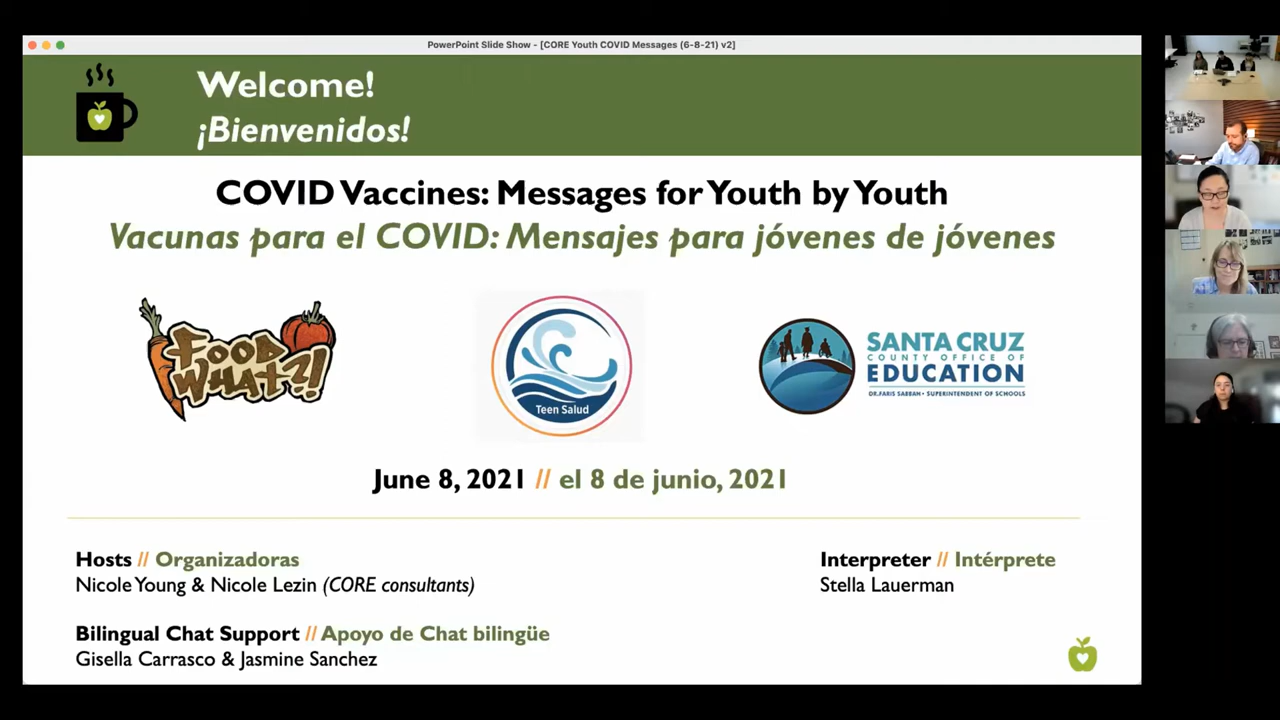 PowerPoint Slide Show - [CORE Youth COVID Messages (6-8-21) v2]
Welcome!
¡Bienvenidos!
COVID Vaccines: Messages for Youth by Youth
Vacunas para el COVID: Mensajes para jóvenes de jóvenes
FOOD
WHAT?!
Teen Salud
SANTA CRUZ
COUNTY OFFICE OF
EDUCATION
DR. FARIS SABBAH • SUPERINTENDENT OF SCHOOLS
June 8, 2021 // el 8 de junio, 2021
Hosts // Organizadoras
Nicole Young & Nicole Lezin (CORE consultants)
Interpreter // Intérprete
Stella Lauerman
Bilingual Chat Support // Apoyo de Chat bilingüe
Gisella Carrasco & Jasmine Sanchez